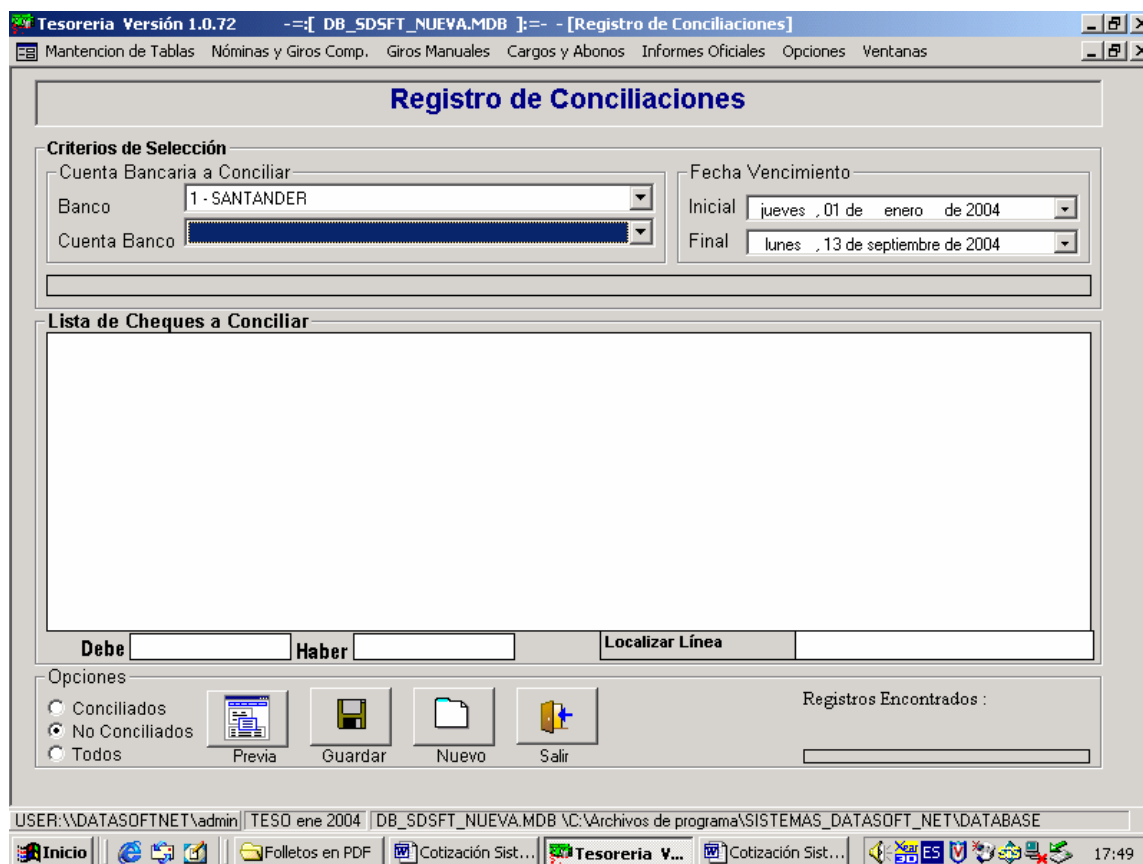 Tesoreria Versión 1.0.72 -=:[ DB_SDSFT_NUEVA.MDB ]:=- - [Registro de Conciliaciones]
Mantencion de Tablas Nóminas y Giros Comp. Giros Manuales Cargos y Abonos Informes Oficiales Opciones Ventanas
Registro de Conciliaciones
Criterios de Selección
Cuenta Bancaria a Conciliar
Fecha Vencimiento
Banco 1 - SANTANDER
Inicial jueves , 01 de enero de 2004
Cuenta Banco
Final lunes , 13 de septiembre de 2004
Lista de Cheques a Conciliar
Debe Haber Localizar Línea
Opciones
Conciliados
No Conciliados
Todos
Previa Guardar Nuevo Salir
Registros Encontrados :
USER:\\DATASOFTNET\admin TESO ene 2004 DB_SDSFT_NUEVA.MDB \C:\Archivos de programa\SISTEMAS_DATASOFT_NET\DATABASE
Inicio Folletos en PDF Cotización Sist... Tesoreria V... Cotización Sist... ES 17:49